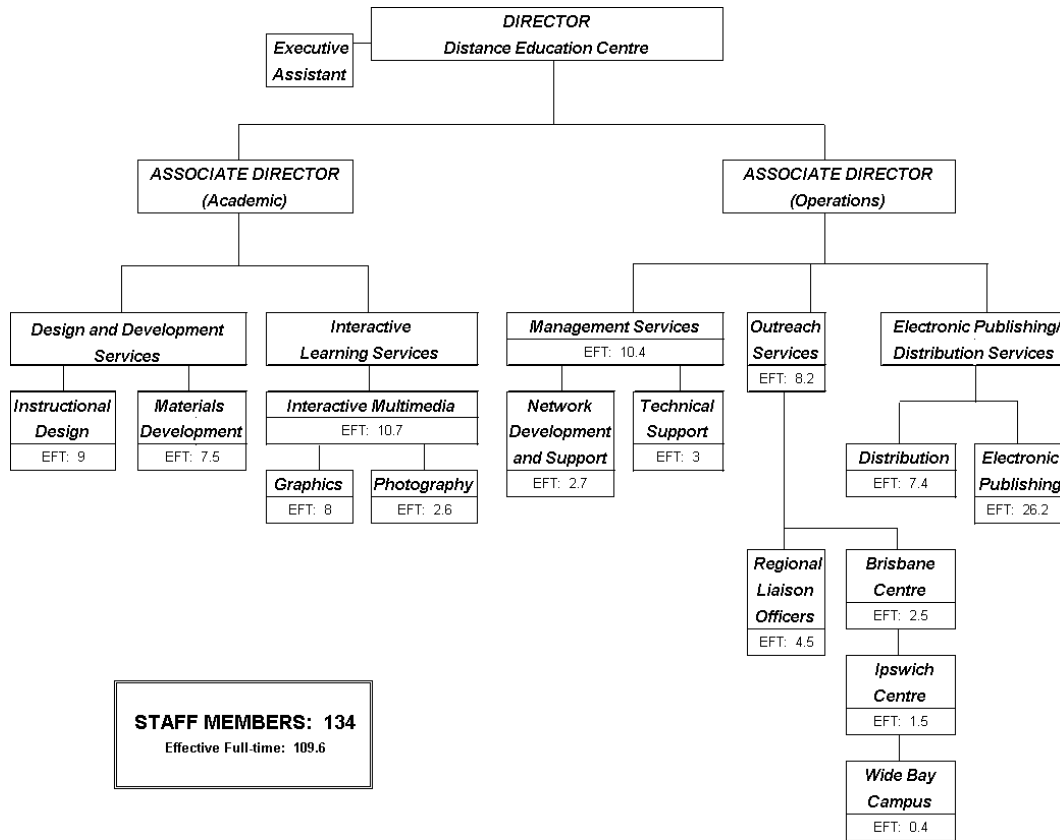 DIRECTOR
Distance Education Centre
Executive
Assistant
ASSOCIATE DIRECTOR
(Academic)
ASSOCIATE DIRECTOR
(Operations)
Design and Development
Services
Interactive
Learning Services
Management Services
EFT: 10.4
Outreach
Services
EFT: 8.2
Electronic Publishing/
Distribution Services
Instructional
Design
EFT: 9
Materials
Development
EFT: 7.5
Interactive Multimedia
EFT: 10.7
Graphics
EFT: 8
Photography
EFT: 2.6
Network
Development
and Support
EFT: 2.7
Technical
Support
EFT: 3
Distribution
EFT: 7.4
Electronic
Publishing
EFT: 26.2
Regional
Liaison
Officers
EFT: 4.5
Brisbane
Centre
EFT: 2.5
Ipswich
Centre
EFT: 1.5
Wide Bay
Campus
EFT: 0.4
STAFF MEMBERS: 134
Effective Full-time: 109.6